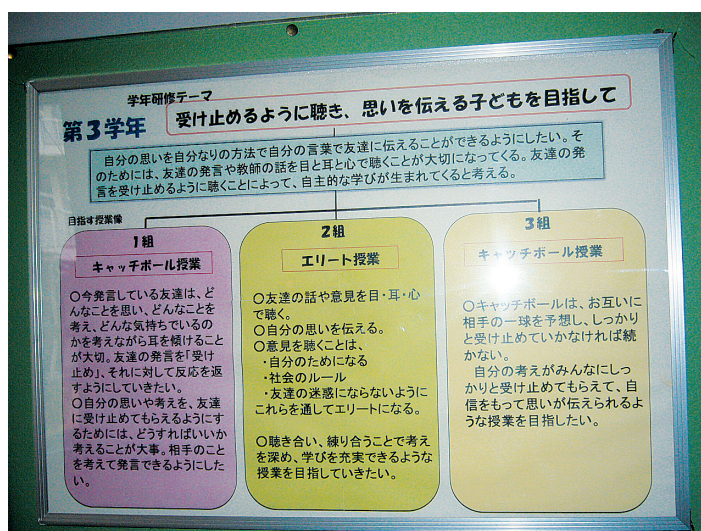 学年研修テーマ
第3学年
受け止めるように聴き、思いを伝える子どもを目指して
自分の思いを自分なりの方法で自分の言葉で友達に伝えることができるようにしたい。そ
のためには、友達の発言や教師の話を目と耳と心で聴くことが大切になってくる。友達の発
言を受け止めるように聴くことによって、自主的な学びが生まれてくると考える。
目指す授業像
1組
キャッチボール授業
○今発言している友達は、ど
んなことを思い、どんなことを
考え、どんな気持ちでいるの
かを考えながら耳を傾けること
が大切。友達の発言を「受け
止め」、それに対して反応を返
すようにしていきたい。
○自分の思いや考えを、友達
に受け止めてもらえるようにす
るためには、どうすればいいか
考えることが大事。相手のこと
を考えて発言できるようにした
い。
2組
エリート授業
○友達の話や意見を目・耳・心
で聴く。
○自分の思いを伝える。
○意見を聴くことは、
・自分のためになる
・社会のルール
・友達の迷惑にならないように
これらを通してエリートになる。
○聴き合い、練り合うことで考え
を深め、学びを充実できるような
授業を目指していきたい。
3組
キャッチボール授業
○キャッチボールは、お互いに
相手の一球を予想し、しっかり
と受け止めていかなければ続
かない。
自分の考えがみんなにしっ
かりと受け止めてもらえて、自
信をもって思いが伝えられるよ
うな授業を目指したい。